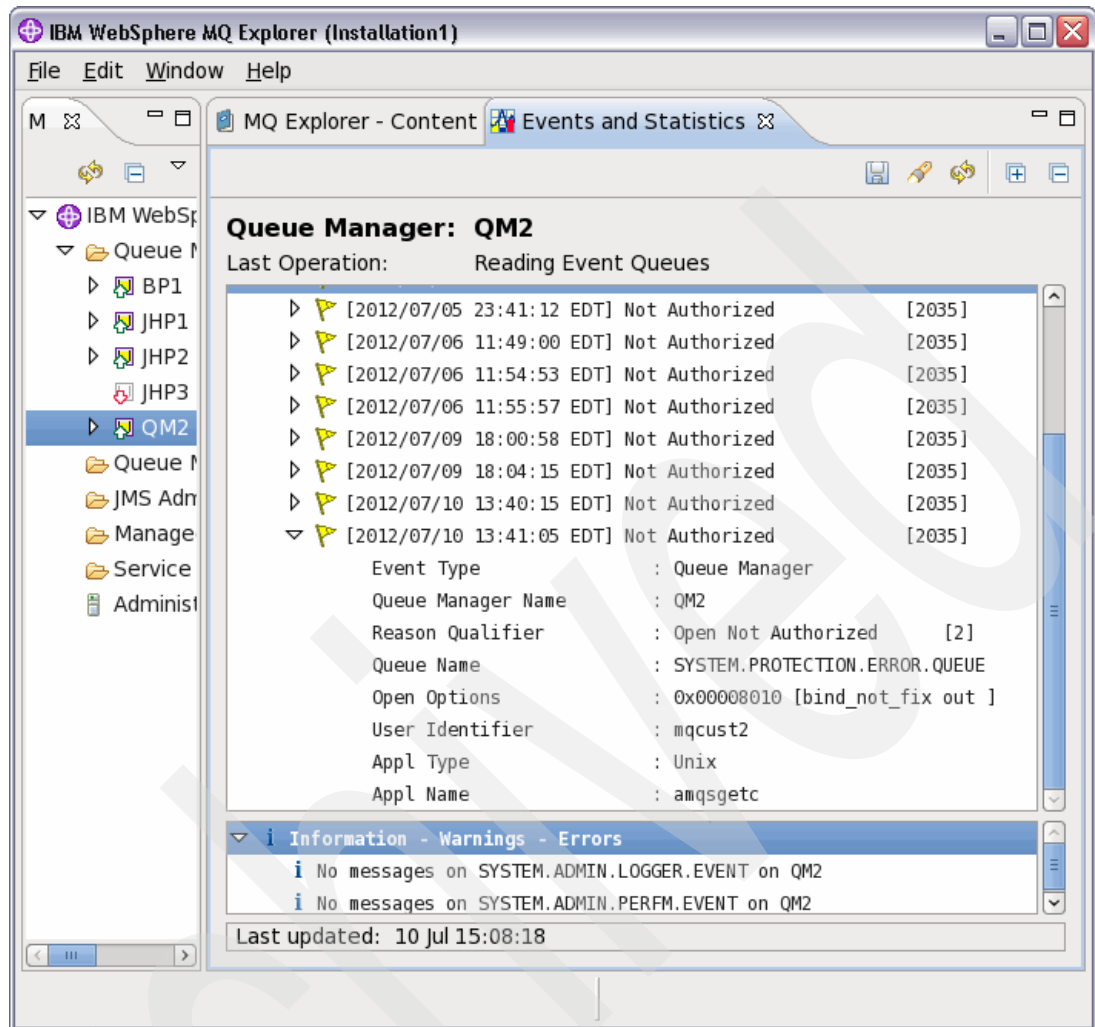 IBM WebSphere MQ Explorer (Installation1)
File Edit Window Help
M
MQ Explorer - Content
Events and Statistics
IBM WebSp
Queue M
BP1
JHP1
JHP2
JHP3
QM2
Queue M
JMS Adm
Manage
Service
Administ
Queue Manager: QM2
Last Operation: Reading Event Queues
[2012/07/05 23:41:12 EDT] Not Authorized [2035]
[2012/07/06 11:49:00 EDT] Not Authorized [2035]
[2012/07/06 11:54:53 EDT] Not Authorized [2035]
[2012/07/06 11:55:57 EDT] Not Authorized [2035]
[2012/07/09 18:00:58 EDT] Not Authorized [2035]
[2012/07/09 18:04:15 EDT] Not Authorized [2035]
[2012/07/10 13:40:15 EDT] Not Authorized [2035]
[2012/07/10 13:41:05 EDT] Not Authorized [2035]
Event Type : Queue Manager
Queue Manager Name : QM2
Reason Qualifier : Open Not Authorized [2]
Queue Name : SYSTEM.PROTECTION.ERROR.QUEUE
Open Options : 0x00008010 [bind_not_fix out ]
User Identifier : mqcust2
Appl Type : Unix
Appl Name : amqsgetc
Information - Warnings - Errors
No messages on SYSTEM.ADMIN.LOGGER.EVENT on QM2
No messages on SYSTEM.ADMIN.PERFM.EVENT on QM2
Last updated: 10 Jul 15:08:18